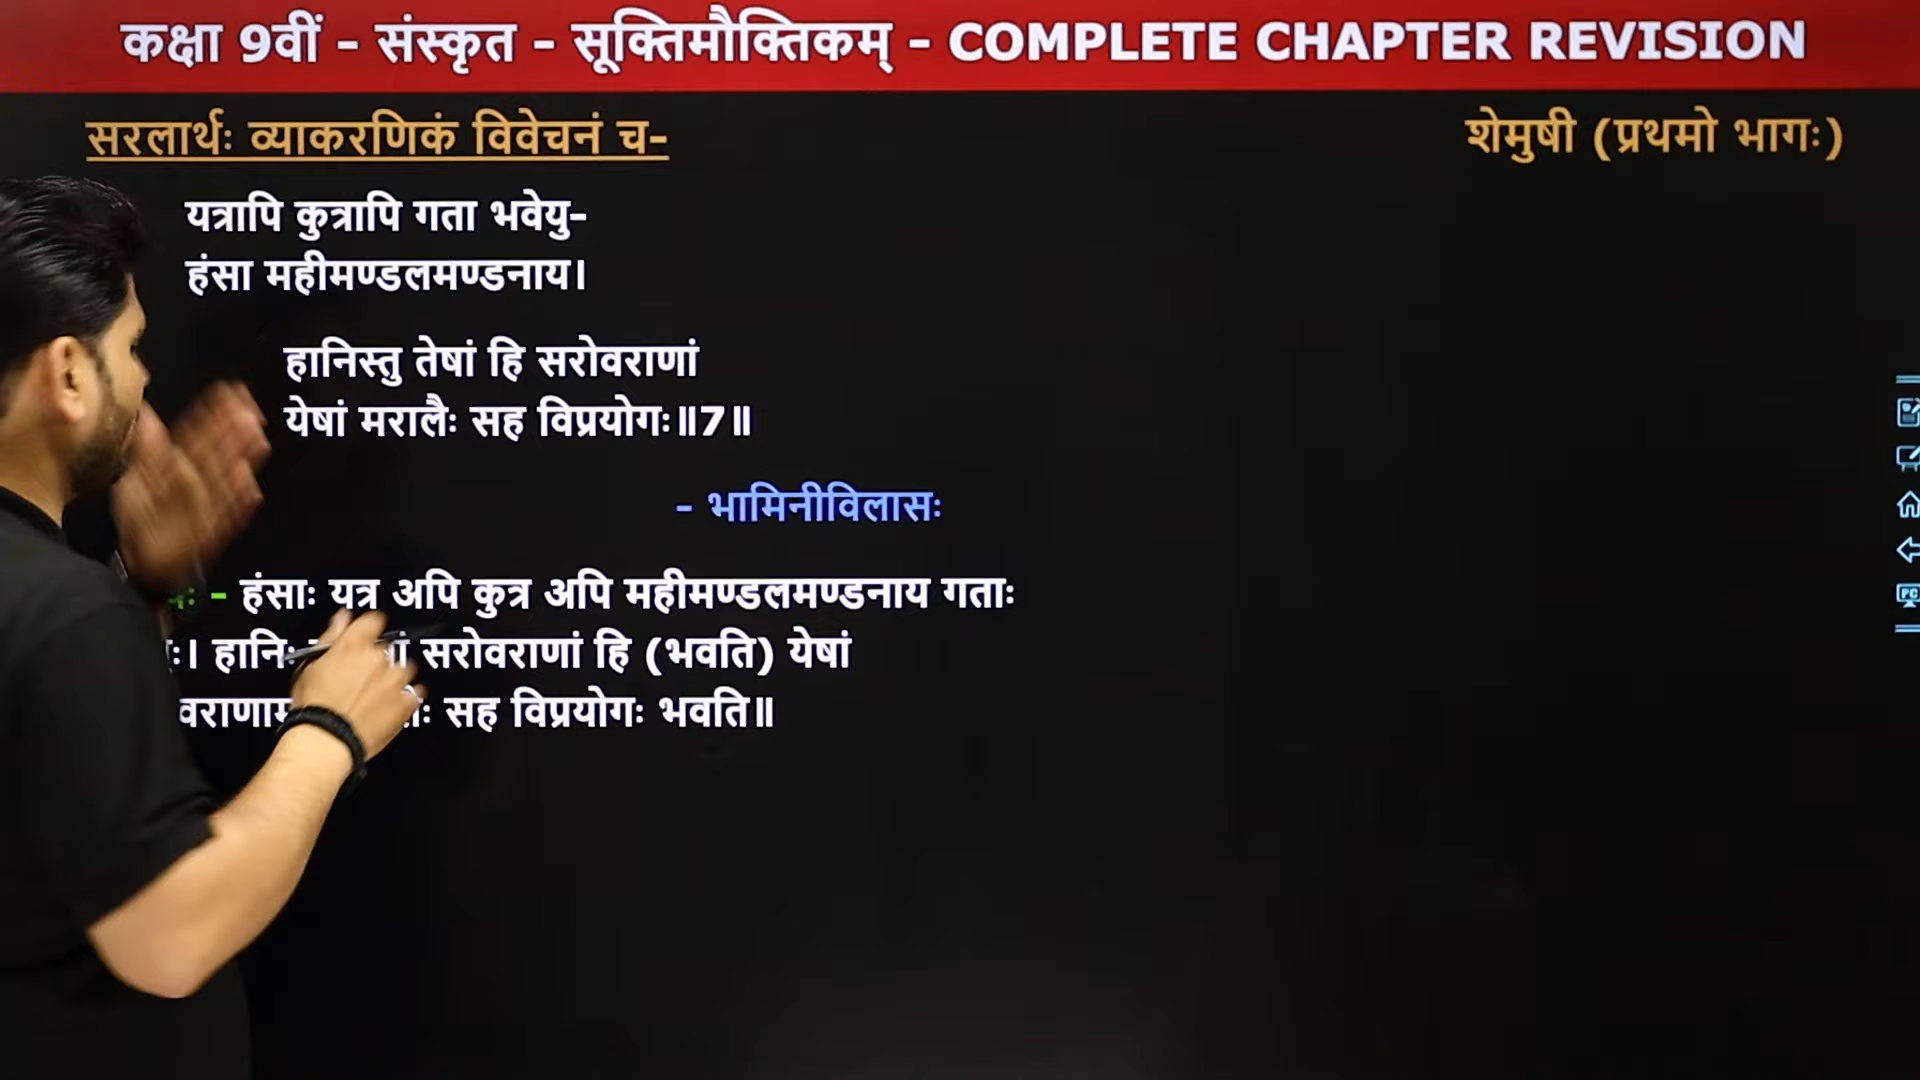 कक्षा 9वीं - संस्कृत - सूक्तिमौक्तिकम् - COMPLETE CHAPTER REVISION
सरलार्थः व्याकरणिकं विवेचनं च-
शेमुषी (प्रथमो भागः)
यत्रापि कुत्रापि गता भवेयु-
हंसा महीमण्डलमण्डनाय।
हानिस्तु तेषां हि सरोवराणां
येषां मरालैः सह विप्रयोगः॥7॥
- भामिनीविलासः
- हंसाः यत्र अपि कुत्र अपि महीमण्डलमण्डनाय गताः
हानिः सरोवराणां हि (भवति) येषां
सह विप्रयोगः भवति॥
PC